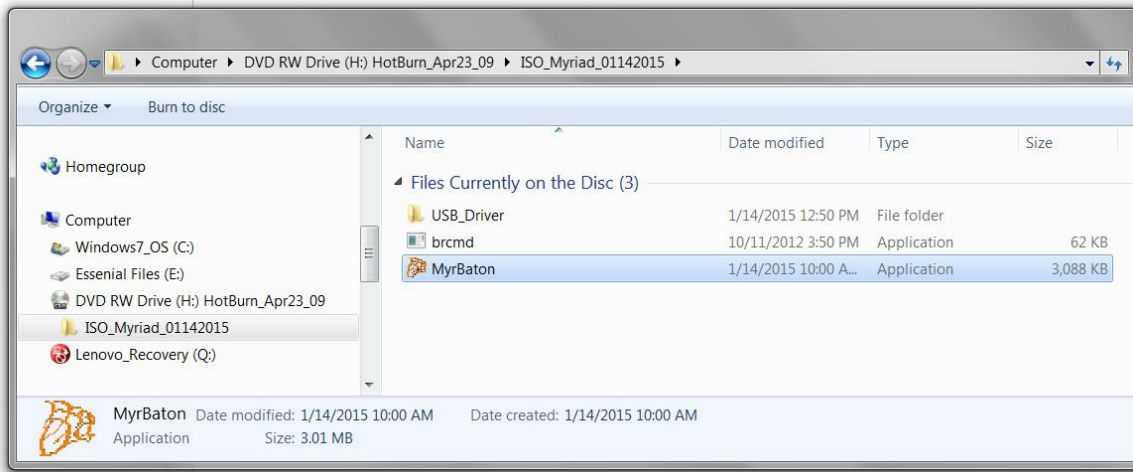 Computer ▸ DVD RW Drive (H:) HotBurn_Apr23_09 ▸ ISO_Myriad_01142015 ▸
Organize Burn to disc
Homegroup
Computer
Windows7_OS (C:)
Essenial Files (E:)
DVD RW Drive (H:) HotBurn_Apr23_09
ISO_Myriad_01142015
Lenovo_Recovery (Q:)
Name Date modified Type Size
Files Currently on the Disc (3)
USB_Driver 1/14/2015 12:50 PM File folder
brcmd 10/11/2012 3:50 PM Application 62 KB
MyrBaton 1/14/2015 10:00 A... Application 3,088 KB
MyrBaton Date modified: 1/14/2015 10:00 AM Date created: 1/14/2015 10:00 AM
Application Size: 3.01 MB